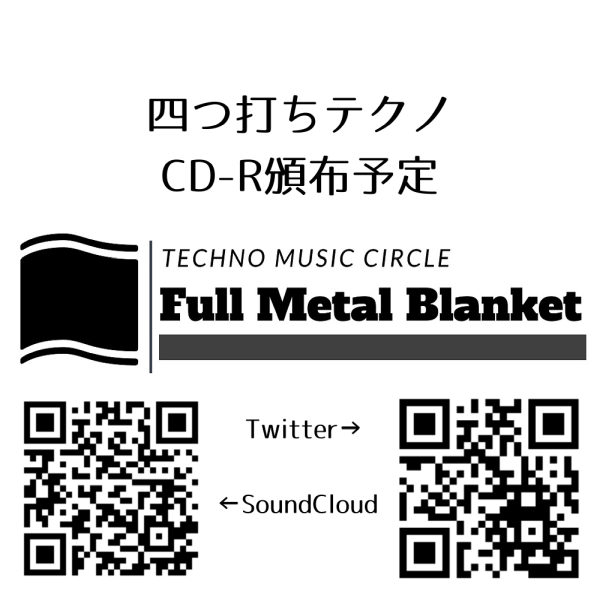 四つ打ちテクノ
CD-R頒布予定
TECHNO MUSIC CIRCLE
Full Metal Blanket
Twitter→
←SoundCloud